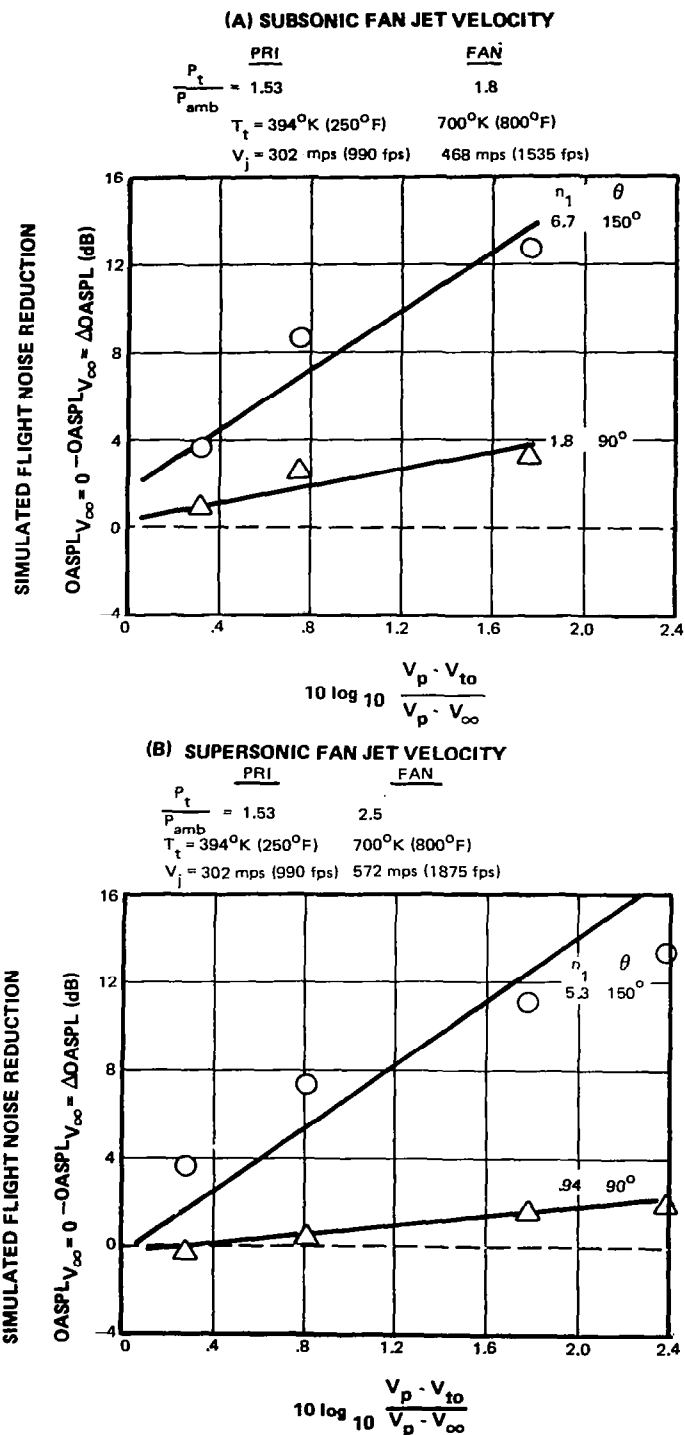 (A) SUBSONIC FAN JET VELOCITY
PRI FAN
P_t / P_amb = 1.53 1.8
T_t = 394°K (250°F) 700°K (800°F)
V_j = 302 mps (990 fps) 468 mps (1535 fps)
SIMULATED FLIGHT NOISE REDUCTION
OASPL_V∞ = 0 - OASPL_V∞ = ΔOASPL (dB)
16
12
8
4
0
-4
n_1 θ
6.7 150°
1.8 90°
0 .4 .8 1.2 1.6 2.0 2.4
10 log 10 V_p - V_to / V_p - V_∞
(B) SUPERSONIC FAN JET VELOCITY
PRI FAN
P_t / P_amb = 1.53 2.5
T_t = 394°K (250°F) 700°K (800°F)
V_j = 302 mps (990 fps) 572 mps (1875 fps)
SIMULATED FLIGHT NOISE REDUCTION
OASPL_V∞ = 0 - OASPL_V∞ = ΔOASPL (dB)
16
12
8
4
0
-4
n_1 θ
5.3 150°
.94 90°
0 .4 .8 1.2 1.6 2.0 2.4
10 log 10 V_p - V_to / V_p - V_∞